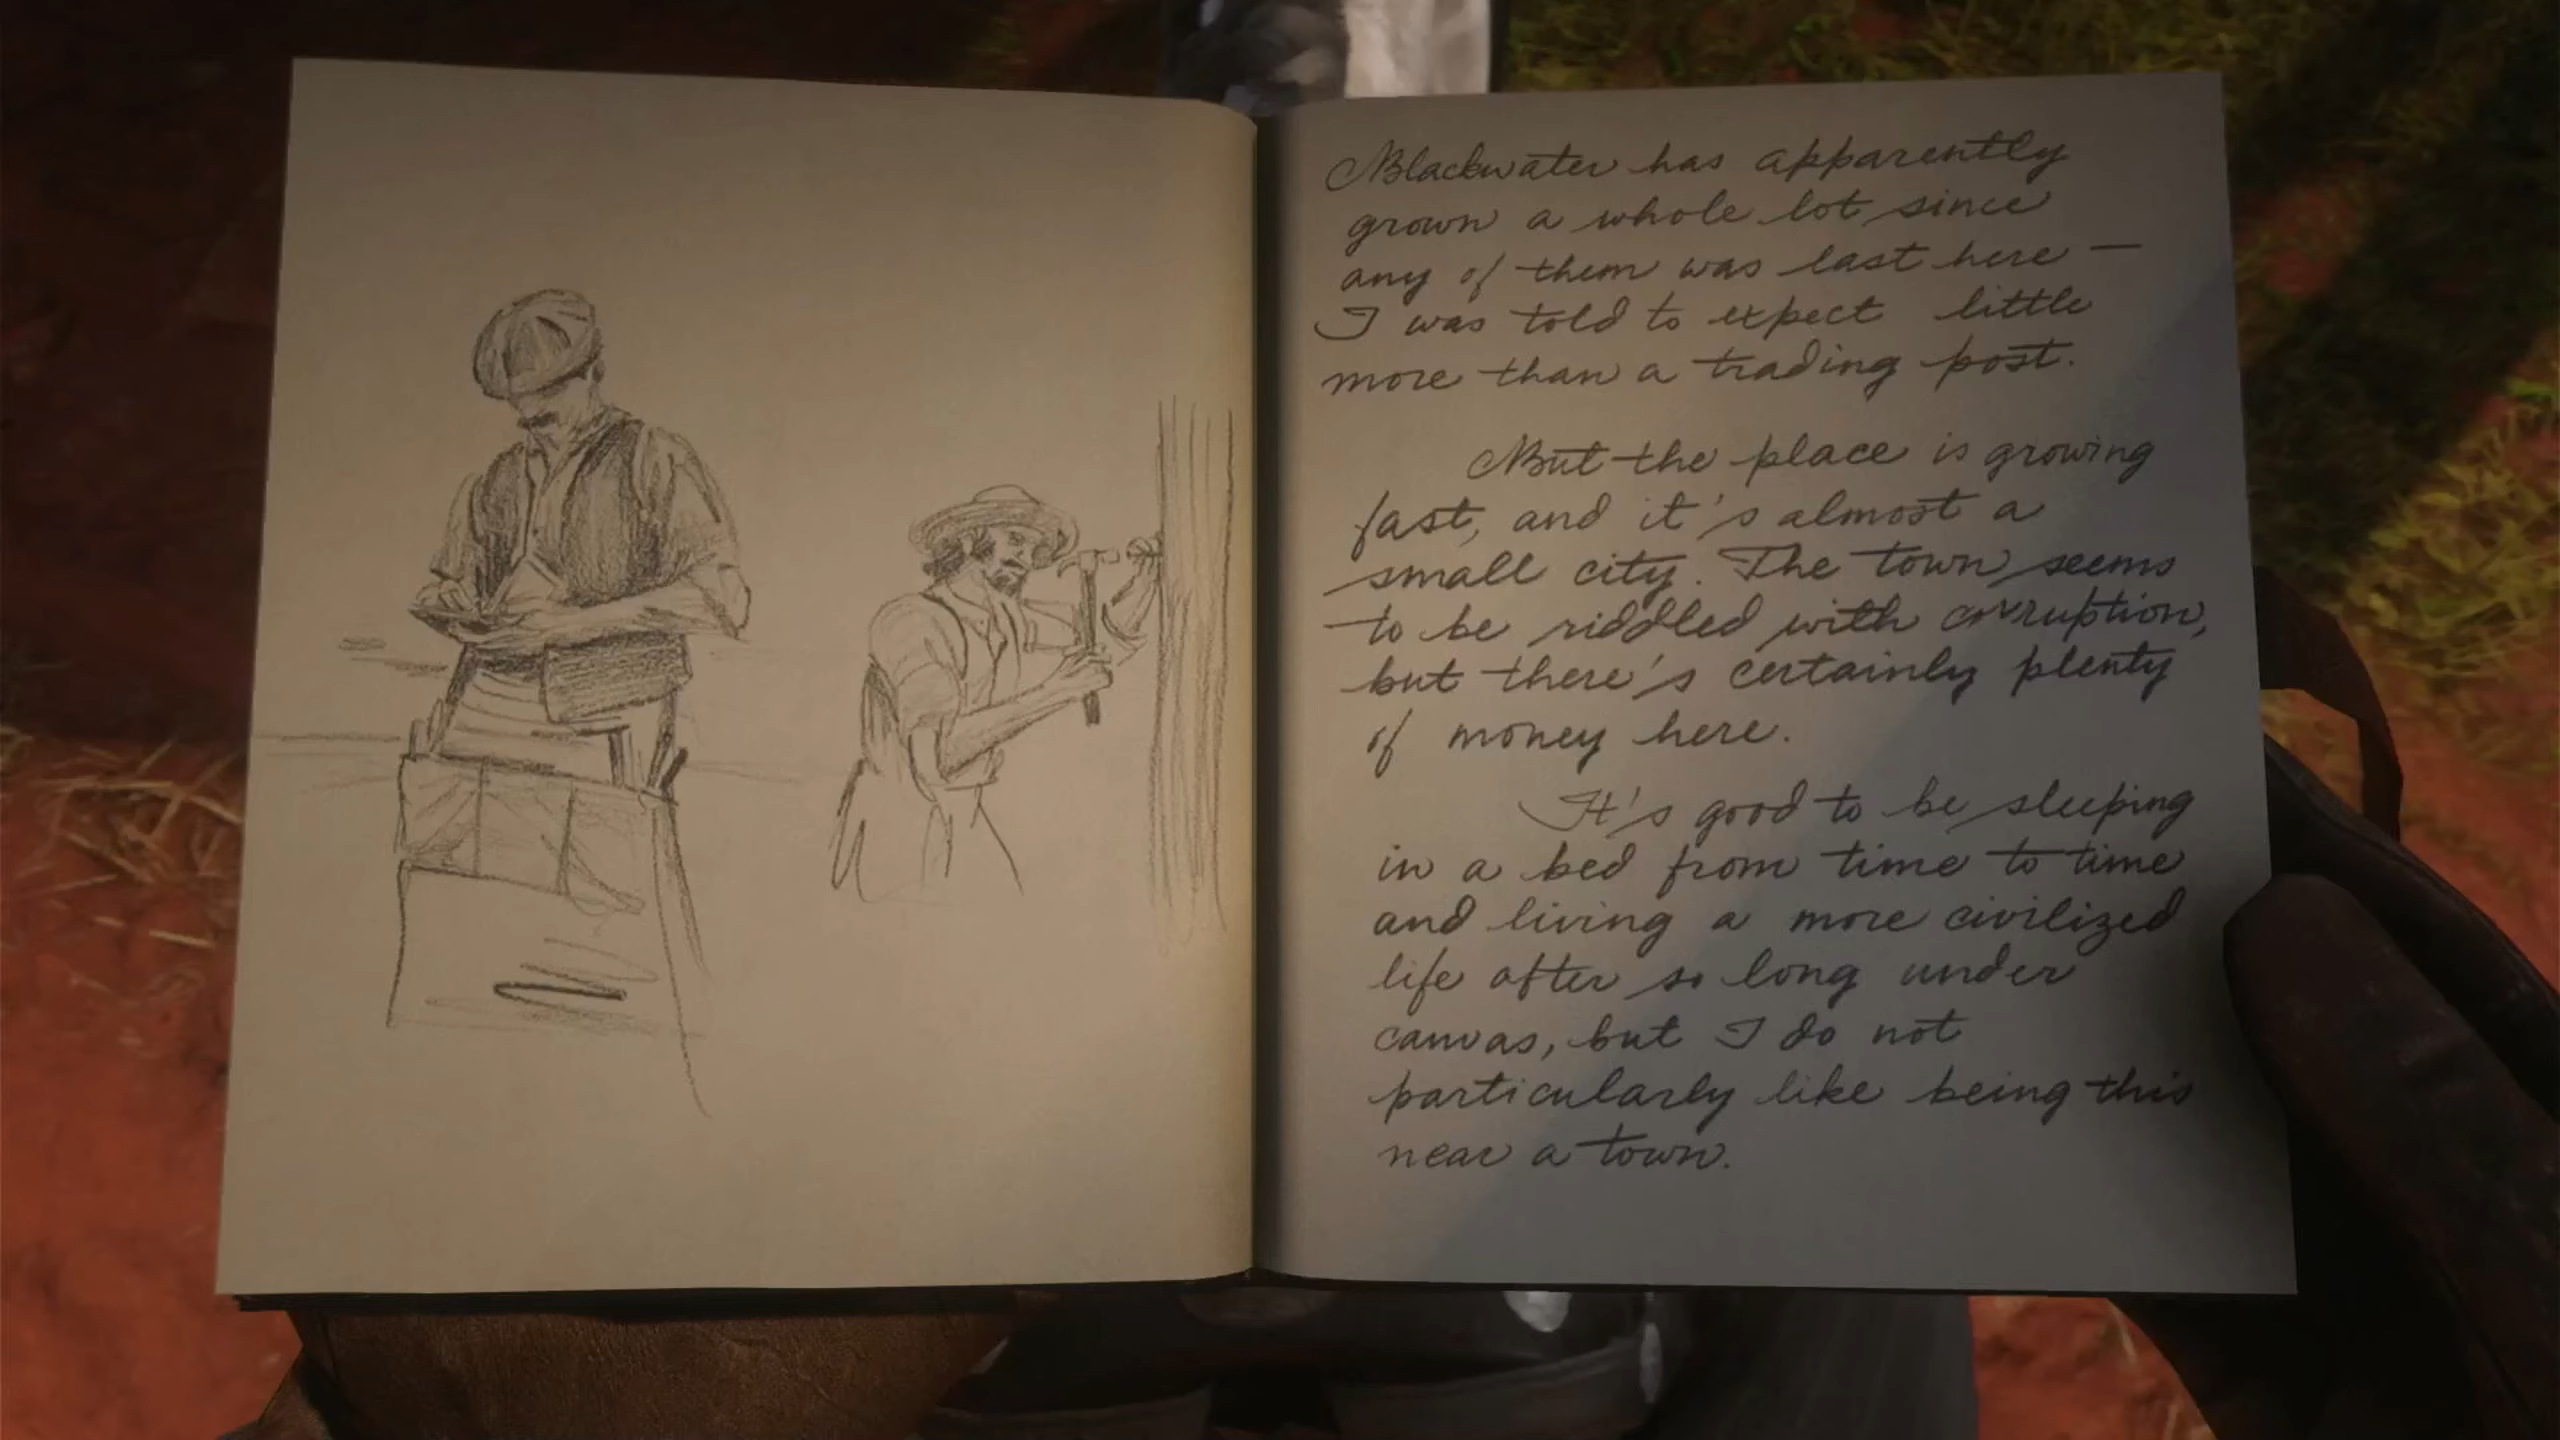 Blackwater has apparently
grown a whole lot since
any of them was last here —
I was told to expect little
more than a trading post.
But the place is growing
fast, and it's almost a
small city. The town seems
to be riddled with corruption,
but there's certainly plenty
of money here.
It's good to be sleeping
in a bed from time to time
and living a more civilized
life after so long under
canvas, but I do not
particularly like being this
near a town.